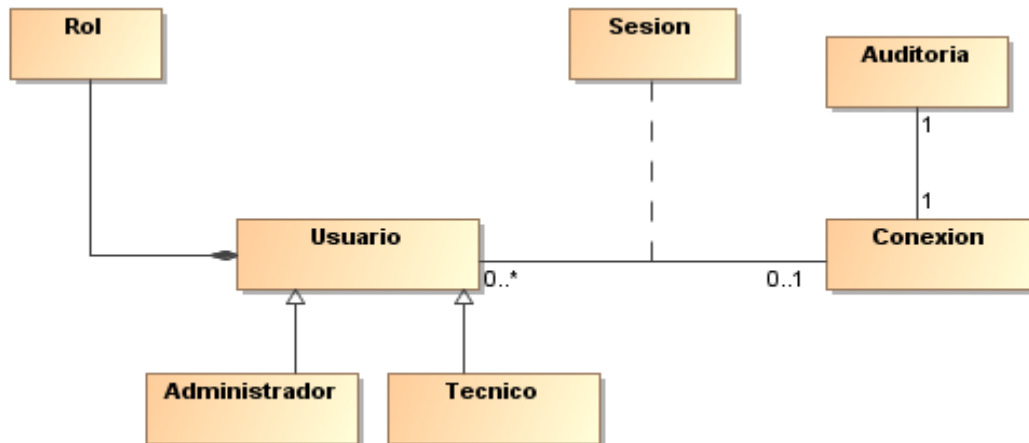 Rol
Sesion
Auditoria
1
1
Usuario
Conexion
0..*
0..1
Administrador
Tecnico